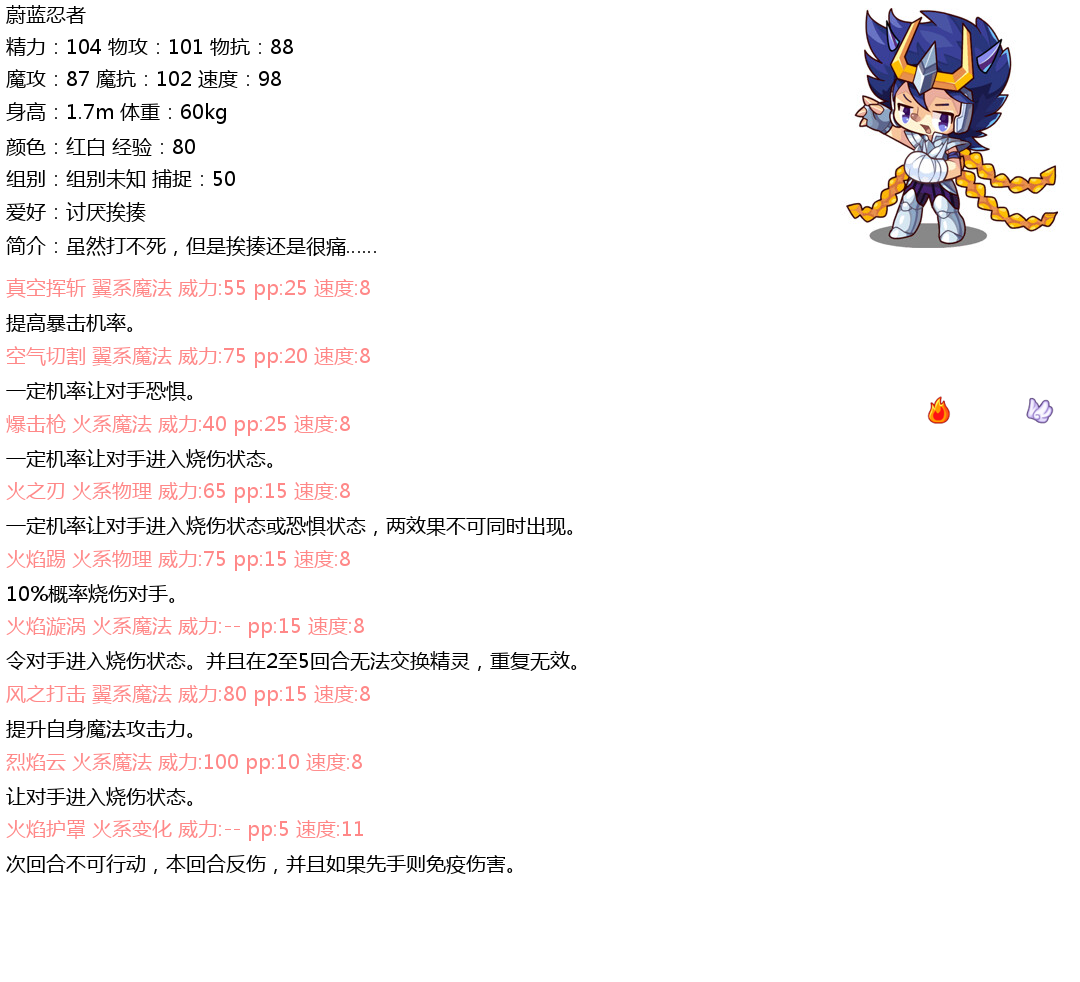 蔚蓝忍者
精力：104 物攻：101 物抗：88
魔攻：87 魔抗：102 速度：98
身高：1.7m 体重：60kg
颜色：红白 经验：80
组别：组别未知 捕捉：50
爱好：讨厌挨揍
简介：虽然打不死，但是挨揍还是很痛......
真空挥斩 翼系魔法 威力:55 pp:25 速度:8
提高暴击机率。
空气切割 翼系魔法 威力:75 pp:20 速度:8
一定机率让对手恐惧。
爆击枪 火系魔法 威力:40 pp:25 速度:8
一定机率让对手进入烧伤状态。
火之刃 火系物理 威力:65 pp:15 速度:8
一定机率让对手进入烧伤状态或恐惧状态，两效果不可同时出现。
火焰踢 火系物理 威力:75 pp:15 速度:8
10%概率烧伤对手。
火焰漩涡 火系魔法 威力:-- pp:15 速度:8
令对手进入烧伤状态。并且在2至5回合无法交换精灵，重复无效。
风之打击 翼系魔法 威力:80 pp:15 速度:8
提升自身魔法攻击力。
烈焰云 火系魔法 威力:100 pp:10 速度:8
让对手进入烧伤状态。
火焰护罩 火系变化 威力:-- pp:5 速度:11
次回合不可行动，本回合反伤，并且如果先手则免疫伤害。